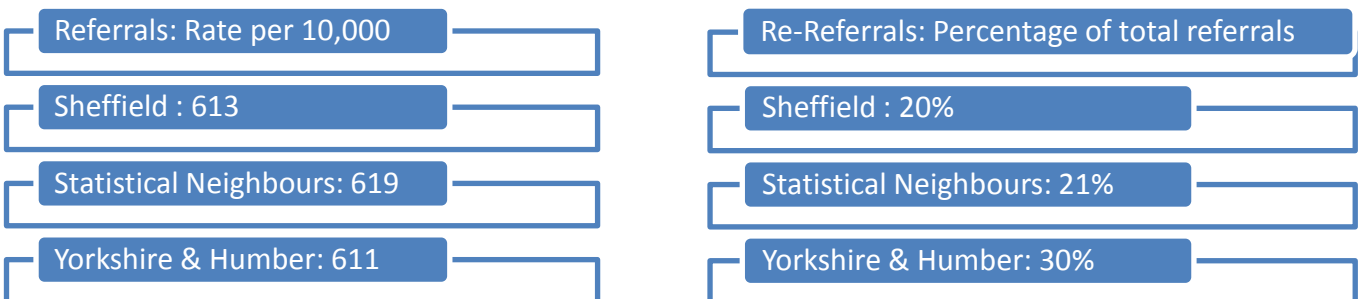 Referrals: Rate per 10,000
Sheffield : 613
Statistical Neighbours: 619
Yorkshire & Humber: 611
Re-Referrals: Percentage of total referrals
Sheffield : 20%
Statistical Neighbours: 21%
Yorkshire & Humber: 30%